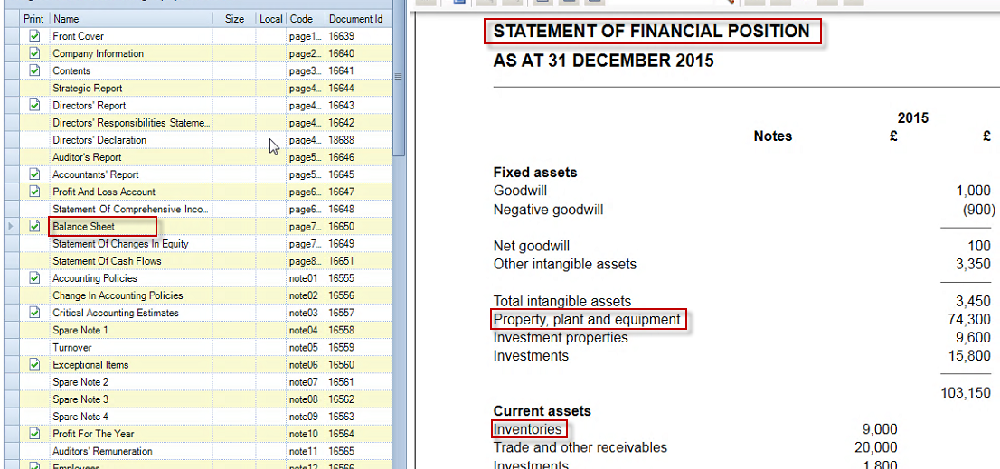 Print Name Size Local Code Document Id
Front Cover page1... 16639
Company Information page2... 16640
Contents page3... 16641
Strategic Report page4... 16644
Directors' Report page4... 16643
Directors' Responsibilities Stateme... page4... 16642
Directors' Declaration page4... 18688
Auditor's Report page5... 16646
Accountants' Report page5... 16645
Profit And Loss Account page6... 16647
Statement Of Comprehensive Inco... page6... 16648
Balance Sheet page7... 16650
Statement Of Changes In Equity page7... 16649
Statement Of Cash Flows page8... 16651
Accounting Policies note01 16555
Change In Accounting Policies note02 16556
Critical Accounting Estimates note03 16557
Spare Note 1 note04 16558
Turnover note05 16559
Exceptional Items note06 16560
Spare Note 2 note07 16561
Spare Note 3 note08 16562
Spare Note 4 note09 16563
Profit For The Year note10 16564
Auditors' Remuneration note11 16565
Employees note12 16566
STATEMENT OF FINANCIAL POSITION
AS AT 31 DECEMBER 2015
2015
Notes £ £
Fixed assets
Goodwill 1,000
Negative goodwill (900)
Net goodwill 100
Other intangible assets 3,350
Total intangible assets 3,450
Property, plant and equipment 74,300
Investment properties 9,600
Investments 15,800
103,150
Current assets
Inventories 9,000
Trade and other receivables 20,000
Investments 1,800